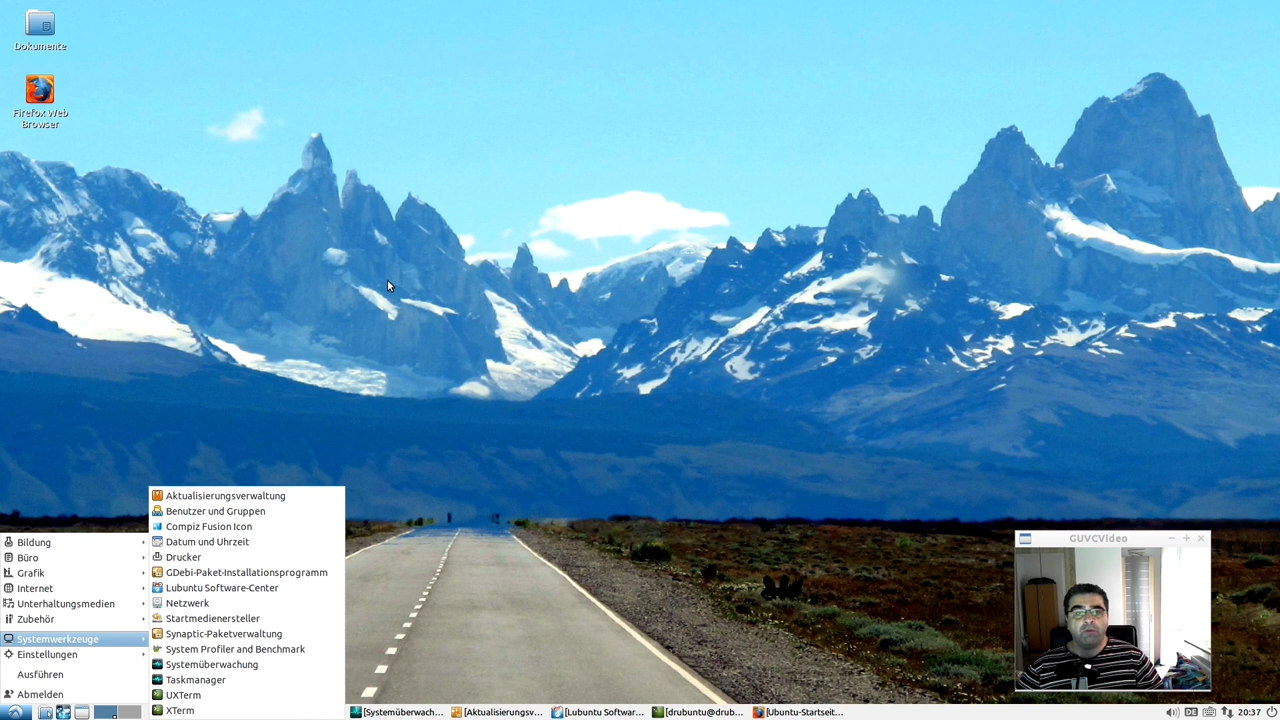 Dokumente
Firefox Web
Browser
Aktualisierungsverwaltung
Benutzer und Gruppen
Compiz Fusion Icon
Datum und Uhrzeit
Drucker
GDebi-Paket-Installationsprogramm
Lubuntu Software-Center
Netzwerk
Startmedienersteller
Synaptic-Paketverwaltung
System Profiler and Benchmark
Systemüberwachung
Taskmanager
UXTerm
XTerm
Bildung
Büro
Grafik
Internet
Unterhaltungsmedien
Zubehör
Systemwerkzeuge
Einstellungen
Ausführen
Abmelden
GUVCVideo
[Systemüberwach...
[Aktualisierungsv...
[Lubuntu Softwar...
[drubuntu@drub...
[Ubuntu-Startseit...
DE
20:37